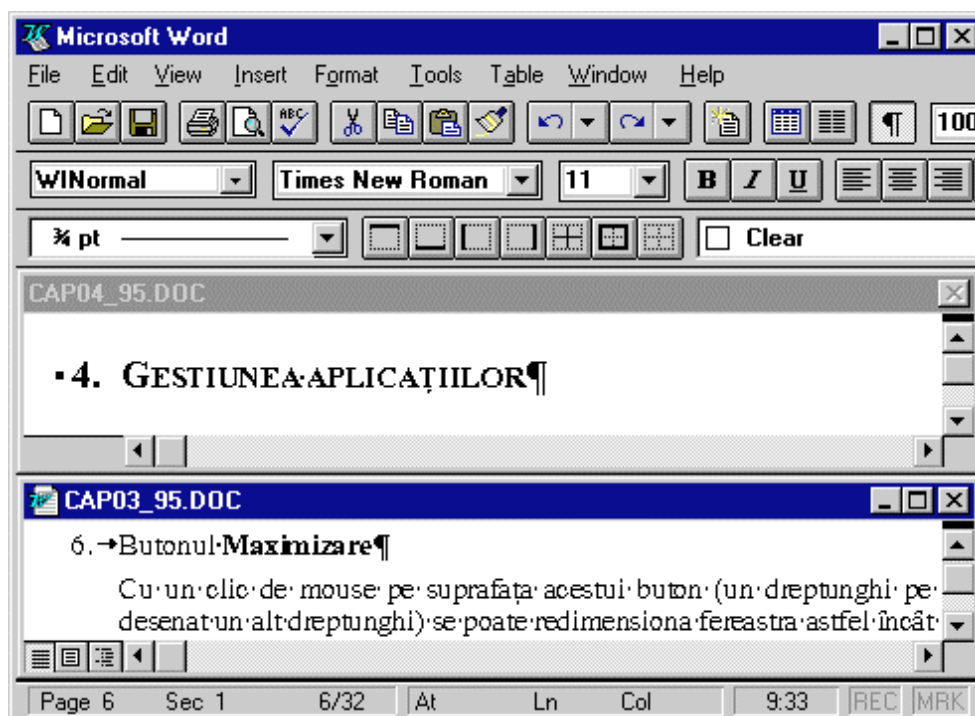 Microsoft Word
File Edit View Insert Format Tools Table Window Help
ABC ¶ 100
WINormal Times New Roman 11 B I U
¾ pt Clear
CAP04_95.DOC
▪4. GESTIUNEA·APLICAȚIILOR¶
CAP03_95.DOC
6.→Butonul·Maximizare¶
Cu·un·clic·de·mouse·pe·suprafața·acestui·buton·(un·dreptunghi·pe·
desenat·un·alt·dreptunghi)·se·poate·redimensiona·fereastra·astfel·încât·
Page 6 Sec 1 6/32 At Ln Col 9:33 REC MRK